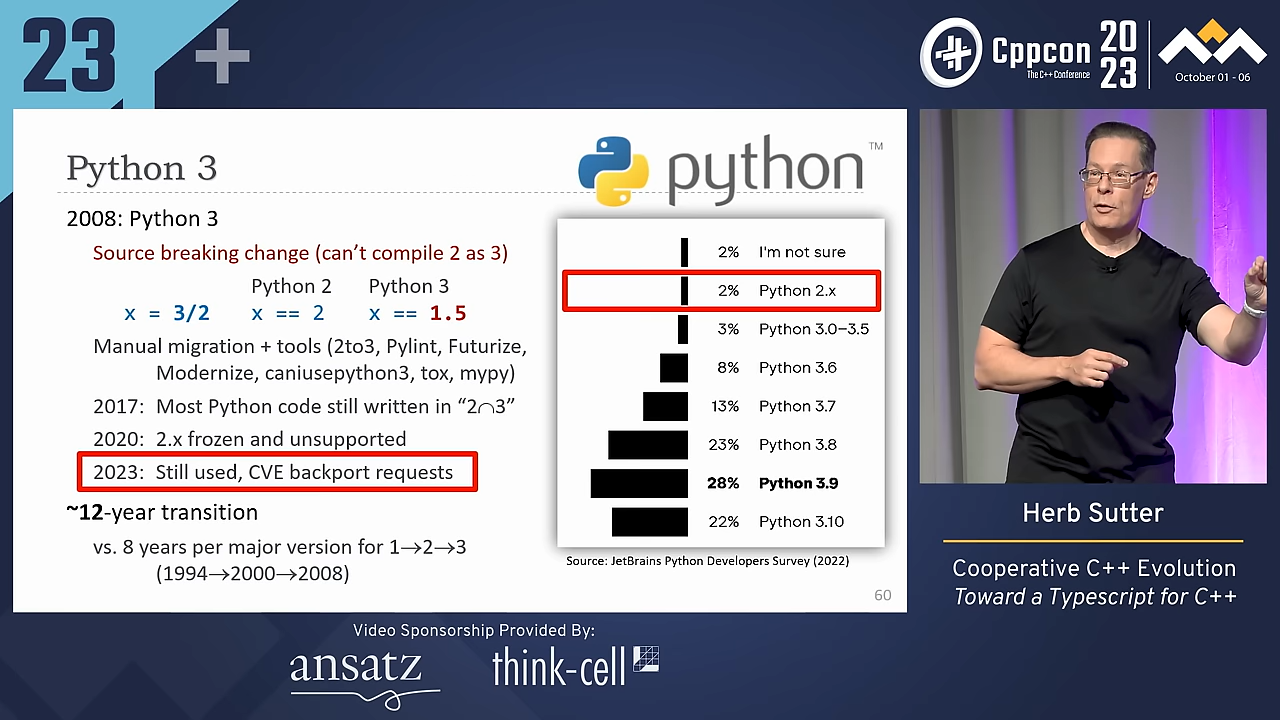 23 +
Cppcon
The C++ Conference
20
23
October 01 - 06
Python 3
python™
2008: Python 3
Source breaking change (can't compile 2 as 3)
Python 2 Python 3
x = 3/2 x == 2 x == 1.5
Manual migration + tools (2to3, Pylint, Futurize,
Modernize, caniusepython3, tox, mypy)
2017: Most Python code still written in “2∩3”
2020: 2.x frozen and unsupported
2023: Still used, CVE backport requests
~12-year transition
vs. 8 years per major version for 1→2→3
(1994→2000→2008)
2% I'm not sure
2% Python 2.x
3% Python 3.0–3.5
8% Python 3.6
13% Python 3.7
23% Python 3.8
28% Python 3.9
22% Python 3.10
Source: JetBrains Python Developers Survey (2022)
60
Herb Sutter
Cooperative C++ Evolution
Toward a Typescript for C++
Video Sponsorship Provided By:
ansatz
think-cell